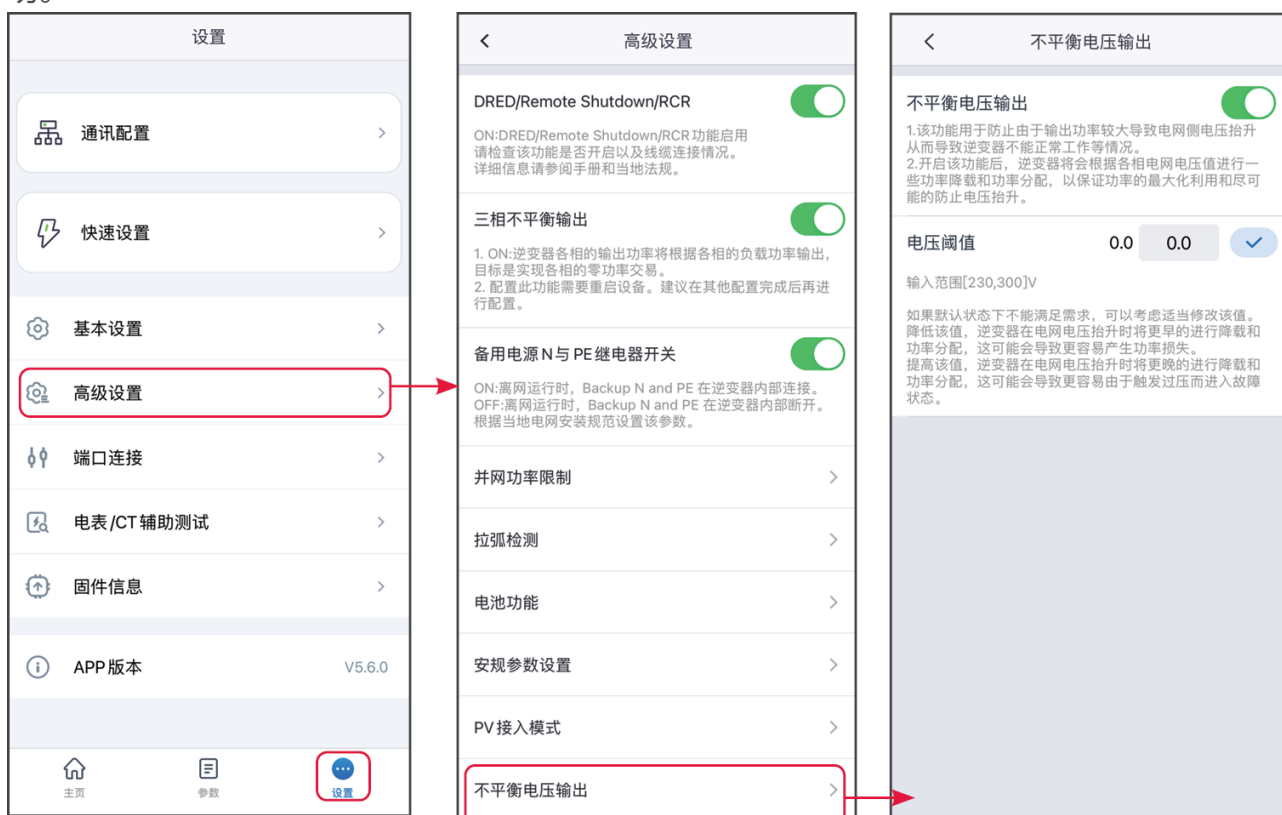 设置
通讯配置
快速设置
基本设置
高级设置
端口连接
电表/CT辅助测试
固件信息
APP版本 V5.6.0
主页 参数 设置
高级设置
DRED/Remote Shutdown/RCR
ON:DRED/Remote Shutdown/RCR功能启用
请检查该功能是否开启以及线缆连接情况。
详细信息请参阅手册和当地法规。
三相不平衡输出
1. ON:逆变器各相的输出功率将根据各相的负载功率输出,
目标是实现各相的零功率交易。
2. 配置此功能需要重启设备。建议在其他配置完成后再进
行配置。
备用电源N与PE继电器开关
ON:离网运行时，Backup N and PE 在逆变器内部连接。
OFF:离网运行时，Backup N and PE 在逆变器内部断开。
根据当地电网安装规范设置该参数。
并网功率限制
拉弧检测
电池功能
安规参数设置
PV接入模式
不平衡电压输出
不平衡电压输出
不平衡电压输出
1.该功能用于防止由于输出功率较大导致电网侧电压抬升
从而导致逆变器不能正常工作等情况。
2.开启该功能后，逆变器将会根据各相电网电压值进行一
些功率降载和功率分配，以保证功率的最大化利用和尽可
能的防止电压抬升。
电压阈值 0.0 0.0
输入范围[230,300]V
如果默认状态下不能满足需求，可以考虑适当修改该值。
降低该值，逆变器在电网电压抬升时将更早的进行降载和
功率分配，这可能会导致更容易产生功率损失。
提高该值，逆变器在电网电压抬升时将更晚的进行降载和
功率分配，这可能会导致更容易由于触发过压而进入故障
状态。